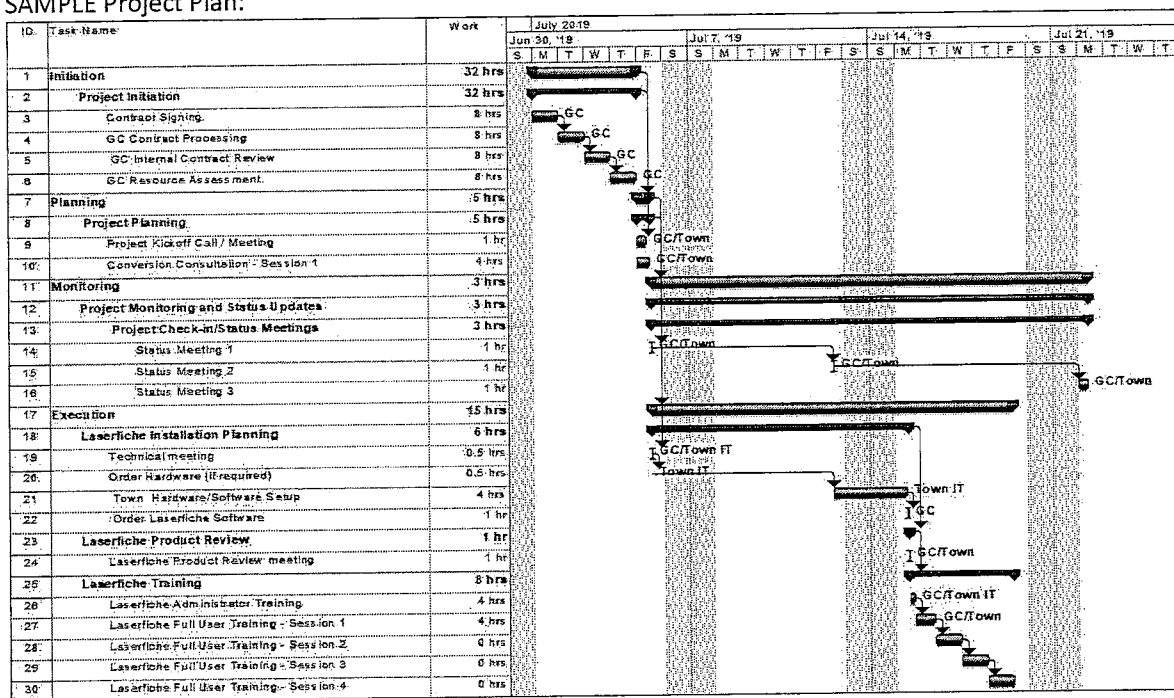 SAMPLE Project Plan:
ID Task Name Work July 2019
Jun 30, '19 Jul 7, '19 Jul 14, '19 Jul 21, '19
S M T W T F S S M T W T F S S M T W T F S S M T W T
1 Initiation 32 hrs
2 Project Initiation 32 hrs
3 Contract Signing 8 hrs GC
4 GC Contract Processing 8 hrs GC
5 GC Internal Contract Review 8 hrs GC
6 GC Resource Assessment 8 hrs GC
7 Planning 5 hrs
8 Project Planning 5 hrs
9 Project Kickoff Call / Meeting 1 hr GC/Town
10 Conversion Consultation - Session 1 4 hrs GC/Town
11 Monitoring 3 hrs
12 Project Monitoring and Status Updates 3 hrs
13 Project Check-in/Status Meetings 3 hrs
14 Status Meeting 1 1 hr GC/Town
15 Status Meeting 2 1 hr GC/Town
16 Status Meeting 3 1 hr GC/Town
17 Execution 15 hrs
18 Laserfiche Installation Planning 6 hrs
19 Technical meeting 0.5 hrs GC/Town IT
20 Order Hardware (if required) 0.5 hrs Town IT
21 Town Hardware/Software Setup 4 hrs Town IT
22 Order Laserfiche Software 1 hr GC
23 Laserfiche Product Review 1 hr
24 Laserfiche Product Review meeting 1 hr GC/Town
25 Laserfiche Training 8 hrs
26 Laserfiche Administrator Training 4 hrs GC/Town IT
27 Laserfiche Full User Training - Session 1 4 hrs GC/Town
28 Laserfiche Full User Training - Session 2 0 hrs
29 Laserfiche Full User Training - Session 3 0 hrs
30 Laserfiche Full User Training - Session 4 0 hrs